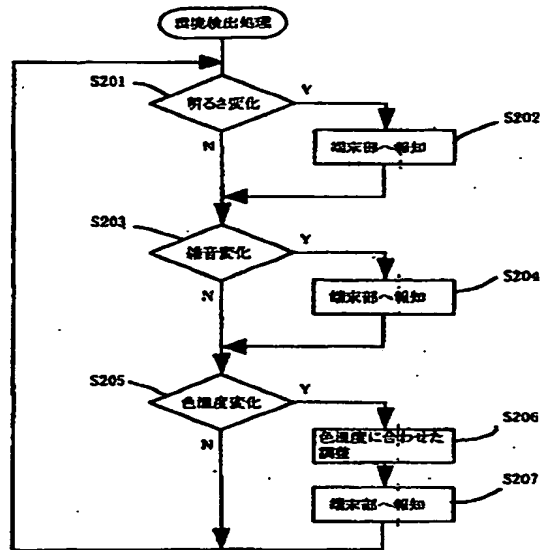 環境検出処理
S201
明るさ変化
Y
S202
端末部へ報知
N
S203
雑音変化
Y
S204
端末部へ報知
N
S205
色温度変化
Y
S206
色温度に合わせた
調整
N
S207
端末部へ報知